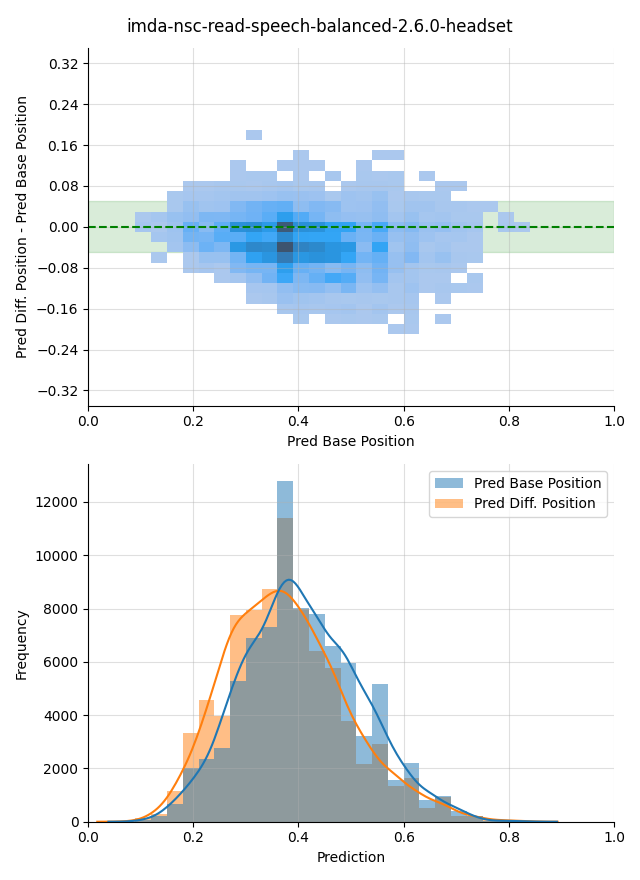 imda-nsc-read-speech-balanced-2.6.0-headset
0.32
0.24
0.16
0.08
0.00
−0.08
−0.16
−0.24
−0.32
Pred Diff. Position - Pred Base Position
0.0 0.2 0.4 0.6 0.8 1.0
Pred Base Position
Pred Base Position
Pred Diff. Position
12000
10000
8000
6000
4000
2000
0
Frequency
0.0 0.2 0.4 0.6 0.8 1.0
Prediction